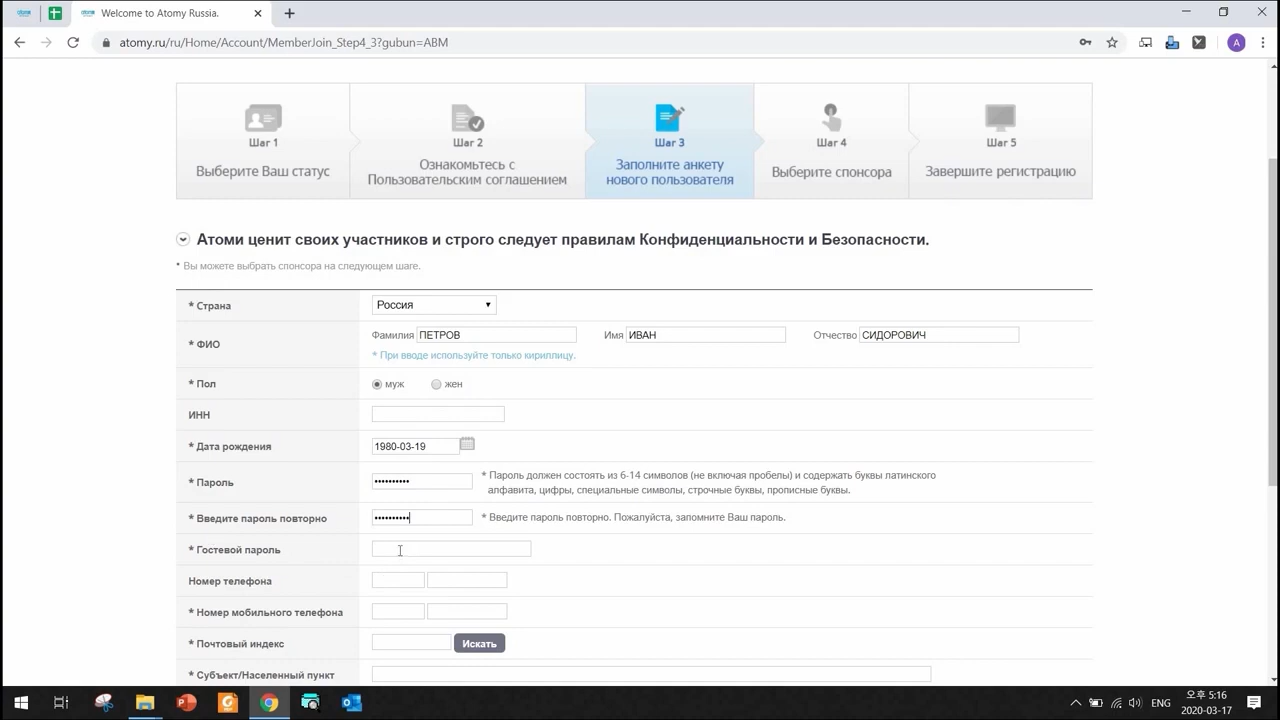 Welcome to Atomy Russia.
atomy.ru/ru/Home/Account/MemberJoin_Step4_3?gubun=ABM
A
Шаг 1
Выберите Ваш статус
Шаг 2
Ознакомьтесь с
Пользовательским соглашением
Шаг 3
Заполните анкету
нового пользователя
Шаг 4
Выберите спонсора
Шаг 5
Завершите регистрацию
Атоми ценит своих участников и строго следует правилам Конфиденциальности и Безопасности.
* Вы можете выбрать спонсора на следующем шаге.
* Страна Россия
* ФИО Фамилия ПЕТРОВ Имя ИВАН Отчество СИДОРОВИЧ
* При вводе используйте только кириллицу.
* Пол муж жен
ИНН
* Дата рождения 1980-03-19
* Пароль •••••••••• * Пароль должен состоять из 6-14 символов (не включая пробелы) и содержать буквы латинского
алфавита, цифры, специальные символы, строчные буквы, прописные буквы.
* Введите пароль повторно •••••••••• * Введите пароль повторно. Пожалуйста, запомните Ваш пароль.
* Гостевой пароль
Номер телефона
* Номер мобильного телефона
* Почтовый индекс Искать
* Субъект/Населенный пункт
ENG
오후 5:16
2020-03-17